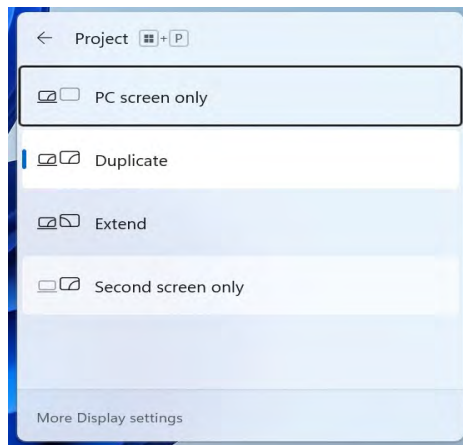 Project + P
PC screen only
Duplicate
Extend
Second screen only
More Display settings